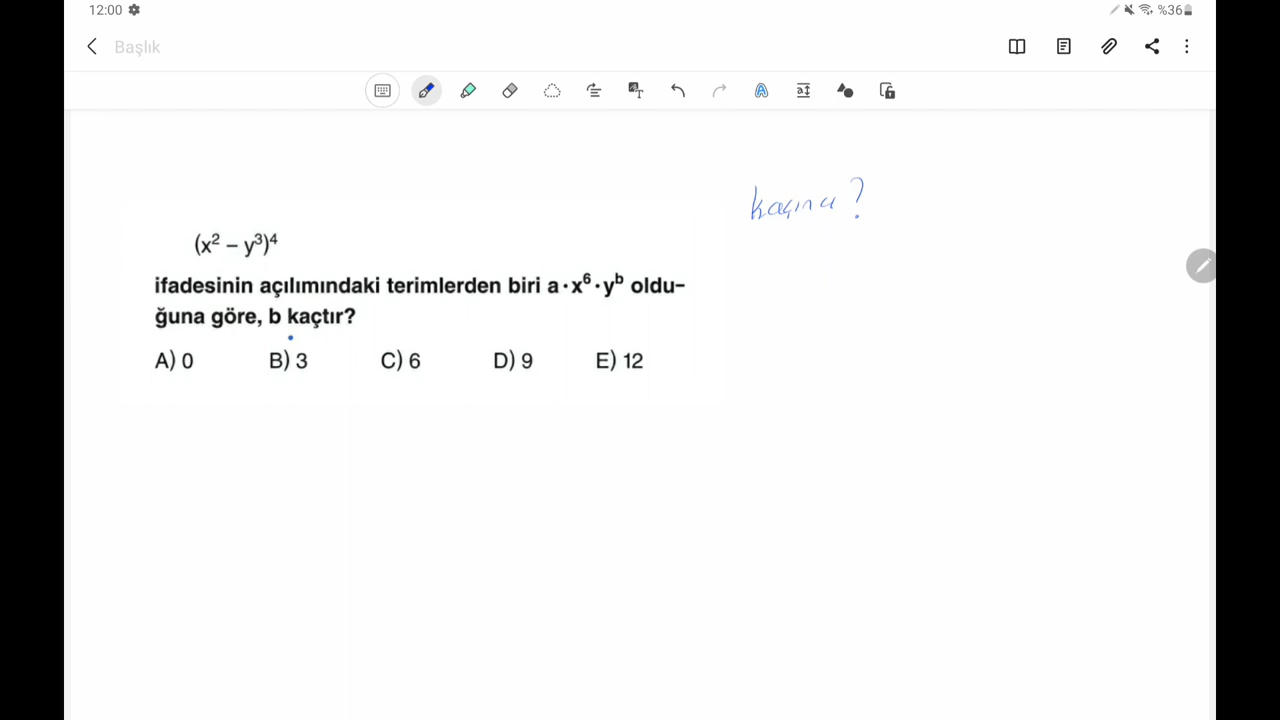 12:00
%36
Başlık
kaçıncı ?
(x² – y³)⁴
ifadesinin açılımındaki terimlerden biri a·x⁶·yᵇ oldu-
ğuna göre, b kaçtır?
A) 0 B) 3 C) 6 D) 9 E) 12